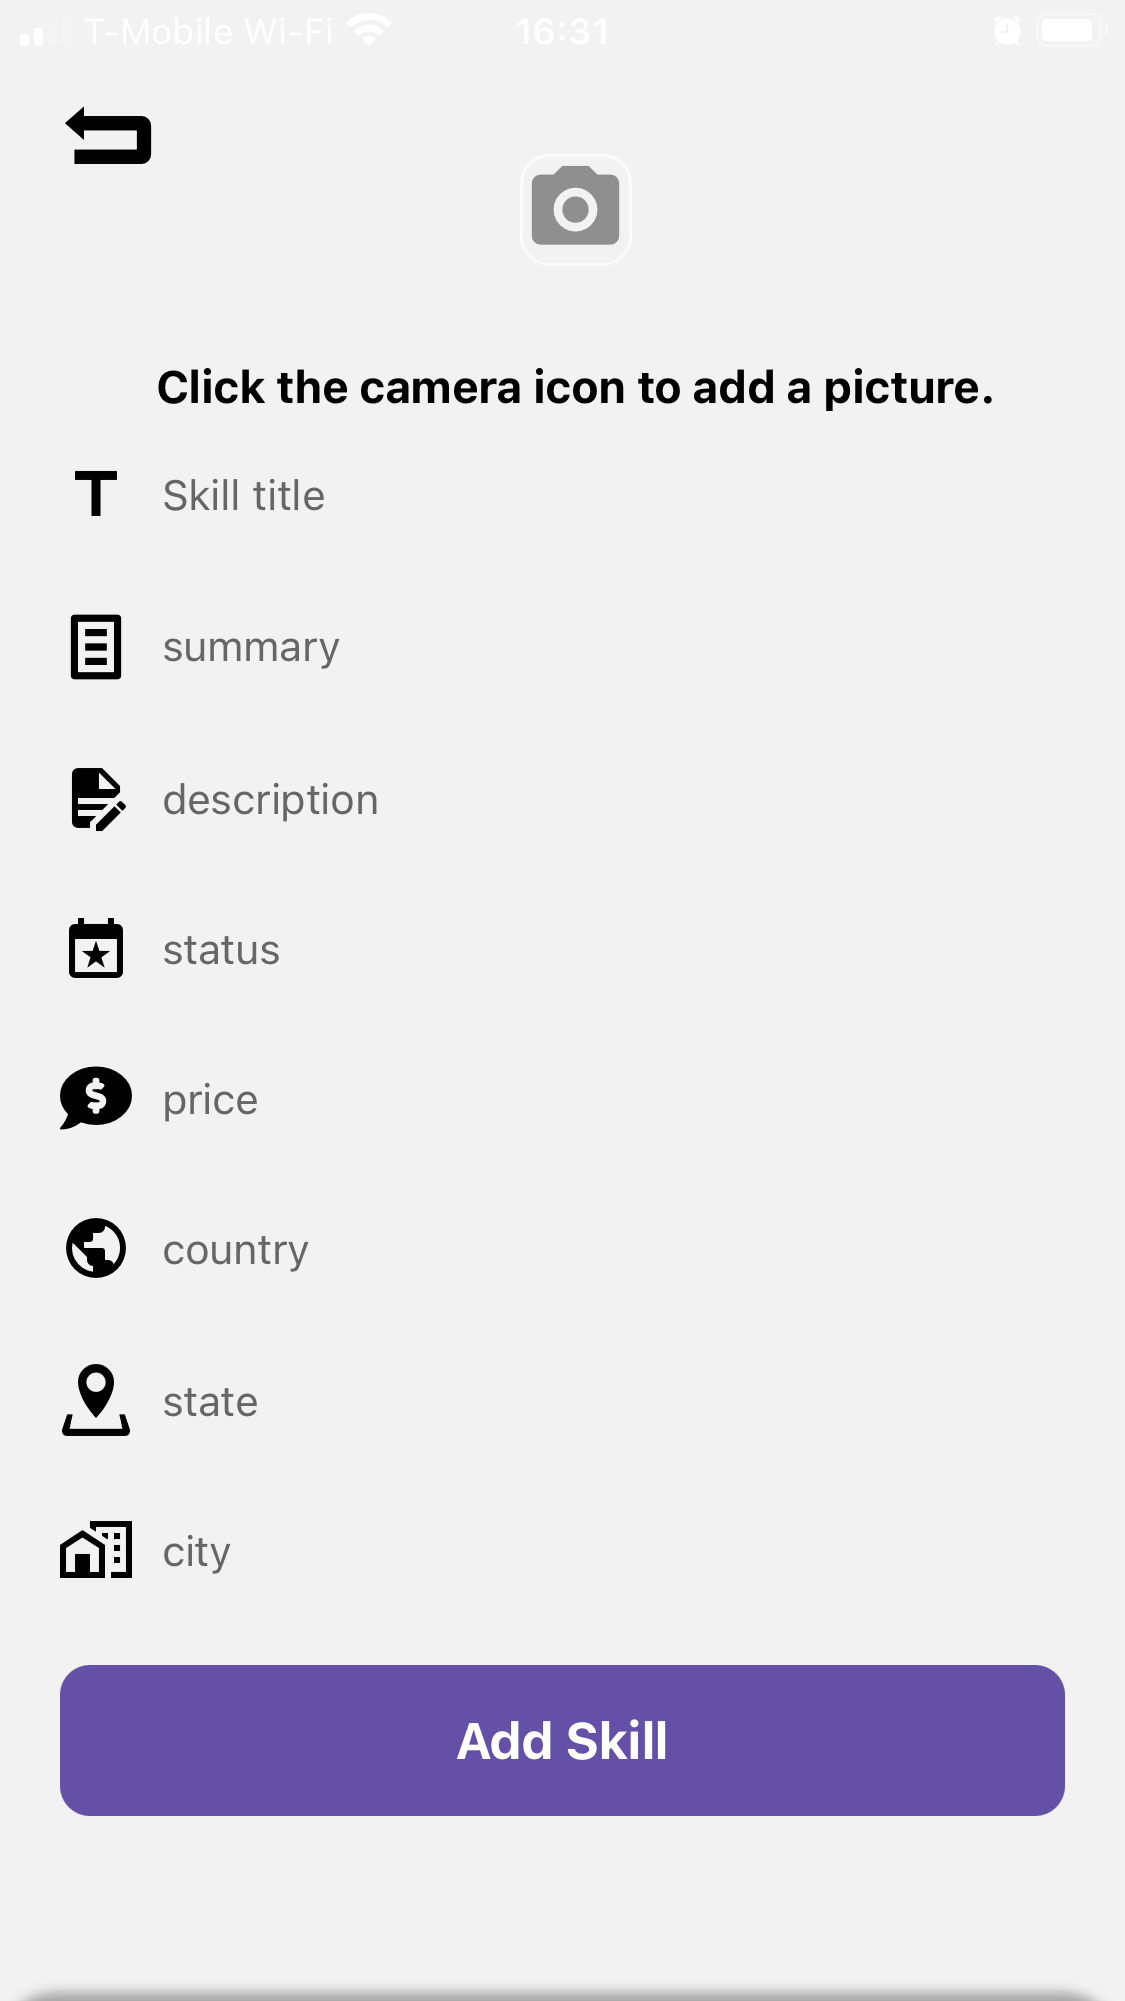 T-Mobile Wi-Fi 16:31
Click the camera icon to add a picture.
Skill title
summary
description
status
price
country
state
city
Add Skill